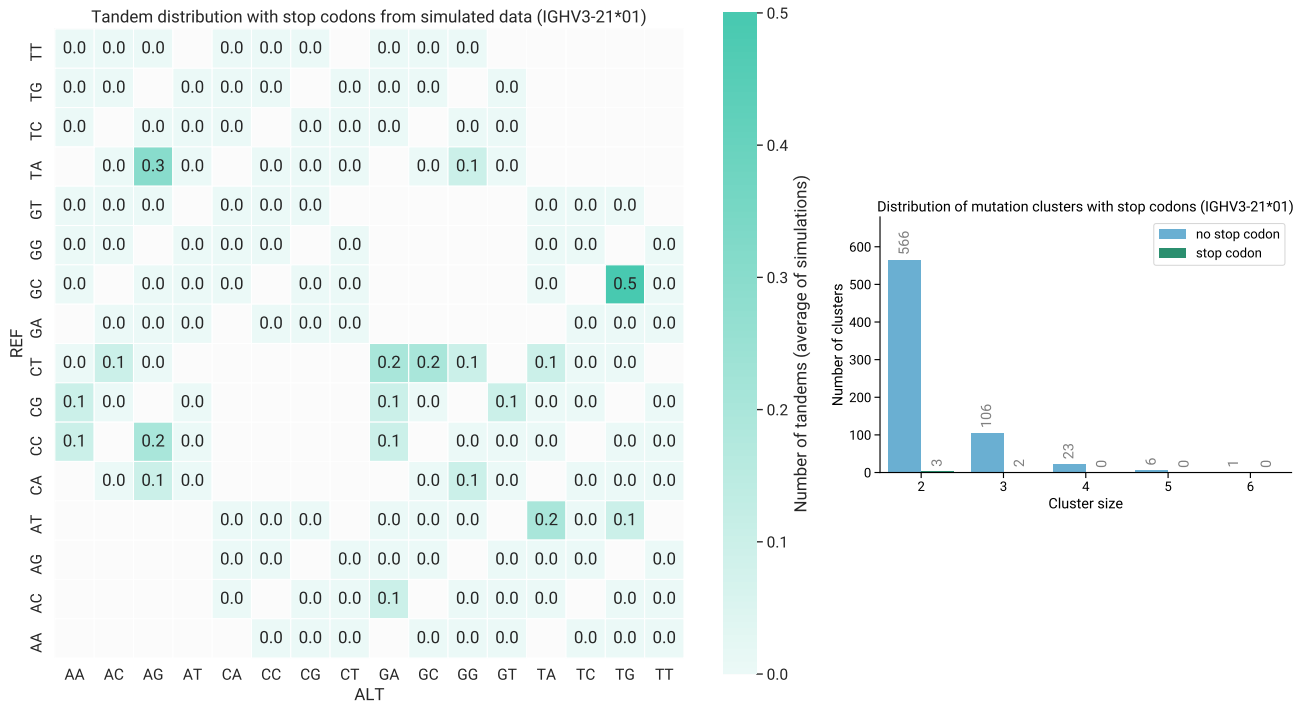 Tandem distribution with stop codons from simulated data (IGHV3-21*01)
TT 0.0 0.0 0.0 0.0 0.0 0.0 0.0 0.0 0.0
TG 0.0 0.0 0.0 0.0 0.0 0.0 0.0 0.0 0.0
TC 0.0 0.0 0.0 0.0 0.0 0.0 0.0 0.0 0.0
TA 0.0 0.3 0.0 0.0 0.0 0.0 0.0 0.1 0.0
GT 0.0 0.0 0.0 0.0 0.0 0.0 0.0 0.0 0.0
GG 0.0 0.0 0.0 0.0 0.0 0.0 0.0 0.0 0.0
GC 0.0 0.0 0.0 0.0 0.0 0.0 0.0 0.5 0.0
GA 0.0 0.0 0.0 0.0 0.0 0.0 0.0 0.0 0.0
CT 0.0 0.1 0.0 0.2 0.2 0.1 0.1 0.0 0.0
CG 0.1 0.0 0.0 0.1 0.0 0.1 0.0 0.0 0.0
CC 0.1 0.2 0.0 0.1 0.0 0.0 0.0 0.0 0.0
CA 0.0 0.1 0.0 0.0 0.1 0.0 0.0 0.0 0.0
AT 0.0 0.0 0.0 0.0 0.0 0.0 0.2 0.0 0.1
AG 0.0 0.0 0.0 0.0 0.0 0.0 0.0 0.0 0.0
AC 0.0 0.0 0.0 0.1 0.0 0.0 0.0 0.0 0.0
AA 0.0 0.0 0.0 0.0 0.0 0.0 0.0 0.0 0.0
REF
AA AC AG AT CA CC CG CT GA GC GG GT TA TC TG TT
ALT
0.5
0.4
0.3
0.2
0.1
0.0
Number of tandems (average of simulations)
Distribution of mutation clusters with stop codons (IGHV3-21*01)
no stop codon
stop codon
600
500
400
300
200
100
0
Number of clusters
566 3 106 2 23 0 6 0 1 0
2 3 4 5 6
Cluster size